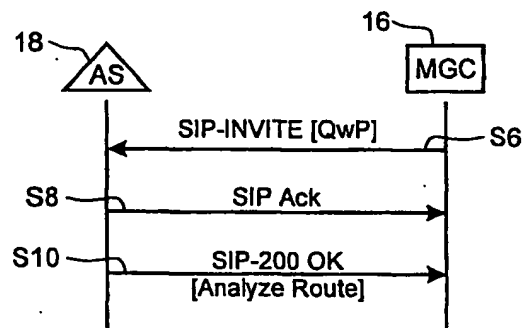 18
16
AS
MGC
SIP-INVITE [QwP]
S6
S8
SIP Ack
S10
SIP-200 OK
[Analyze Route]